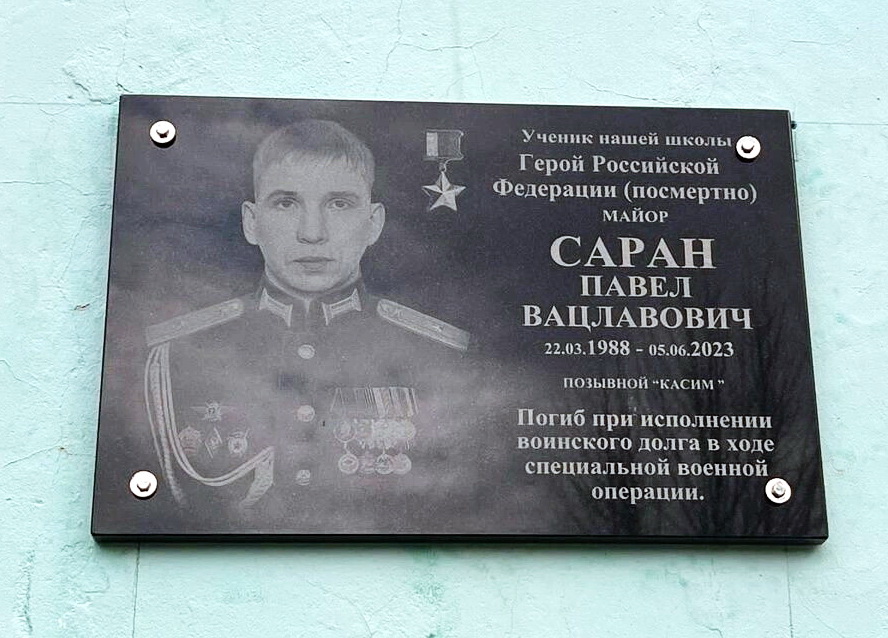 Ученик нашей школы
Герой Российской
Федерации (посмертно)
МАЙОР
САРАН
ПАВЕЛ
ВАЦЛАВОВИЧ
22.03.1988 - 05.06.2023
ПОЗЫВНОЙ "КАСИМ"
Погиб при исполнении
воинского долга в ходе
специальной военной
операции.